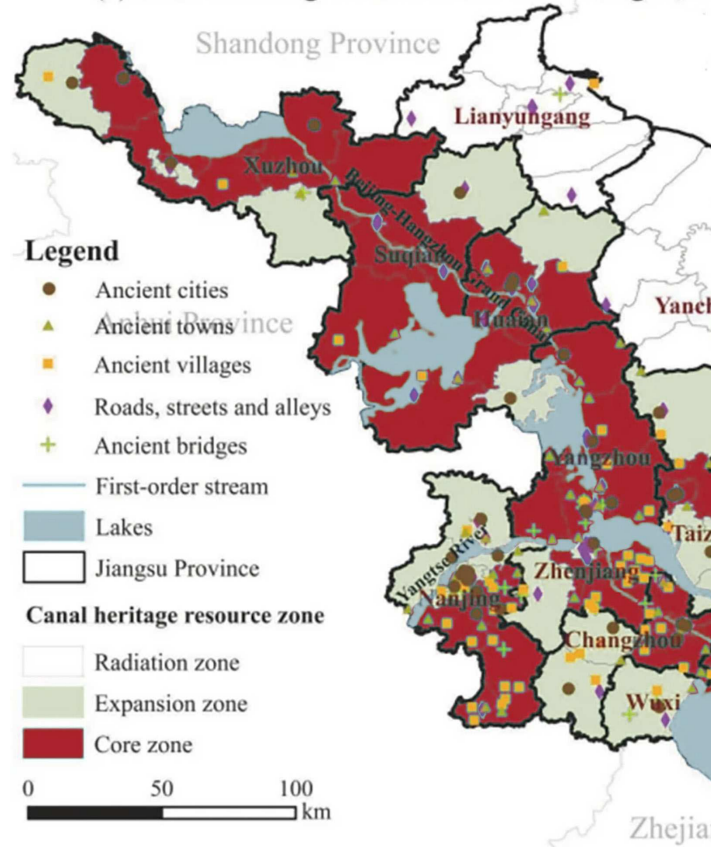 Shandong Province
Lianyungang
Xuzhou
Beijing-Hangzhou Grand Canal
Suqian
Huaian
Legend
Ancient cities
Anhui Province
Ancient towns
Ancient villages
Roads, streets and alleys
Ancient bridges
First-order stream
Lakes
Jiangsu Province
Canal heritage resource zone
Radiation zone
Expansion zone
Core zone
0 50 100
km
Yanch
Yangzhou
Taiz
Yangtse River
Zhenjiang
Nanjing
Changzhou
Wuxi
Zhejia